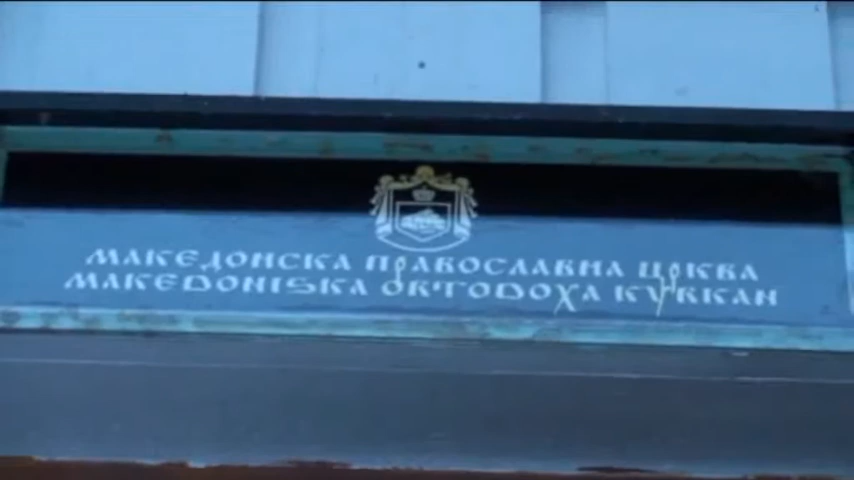 МАКЕДОНСКА ПРАВОСЛАВНА ЦРКВА
MAKEDONISKA ORTODOXA KYRKAN